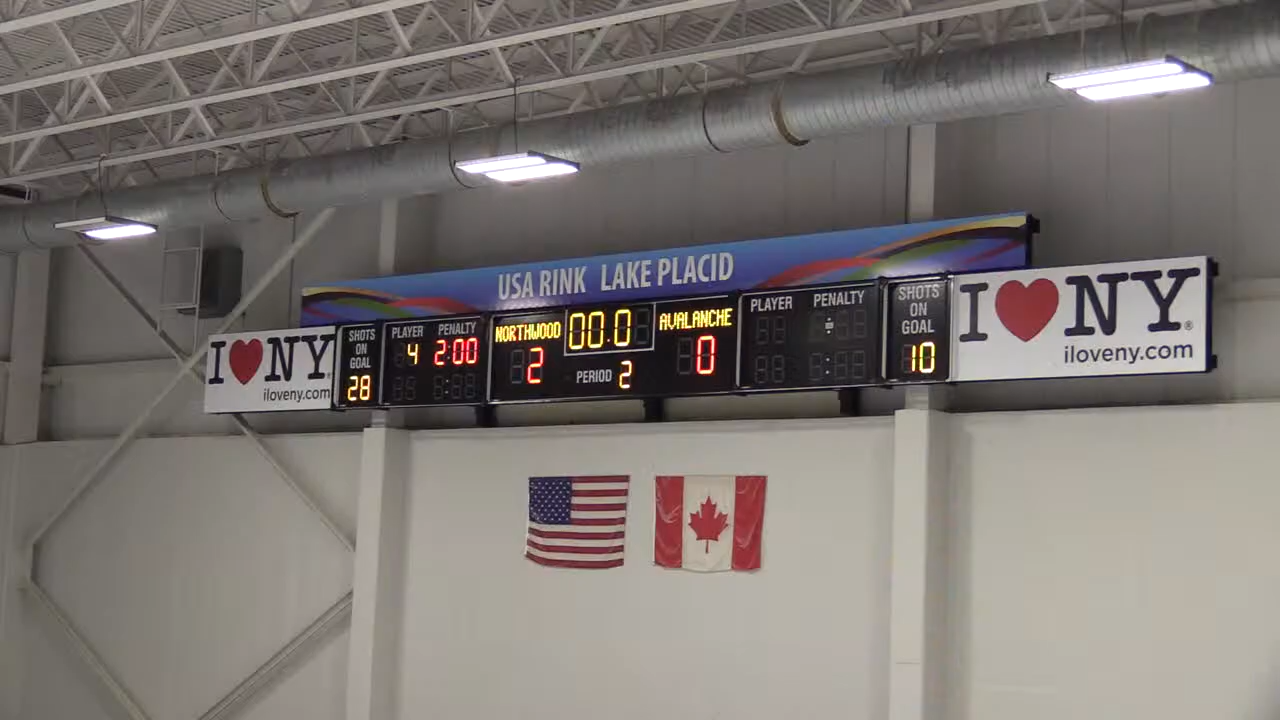 USA RINK LAKE PLACID
I ❤ NY®
iloveny.com
SHOTS ON GOAL
28
PLAYER PENALTY
4 2:00
NORTHWOOD 00.0 AVALANCHE
2 PERIOD 2 0
PLAYER PENALTY
SHOTS ON GOAL
10
I ❤ NY®
iloveny.com